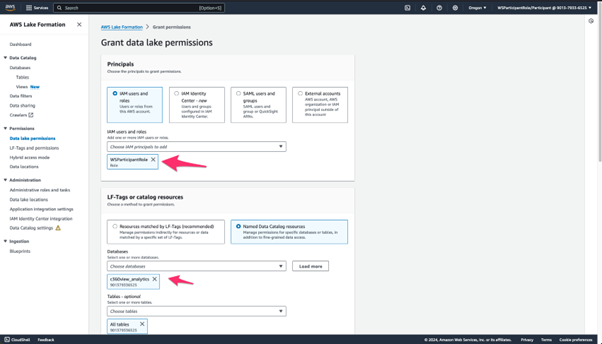 aws
Services
Search
[Option+S]
Oregon
WSParticipantRole/Participant @ 9015-7933-6525
AWS Lake Formation
Dashboard
Data Catalog
Databases
Tables
Views New
Data filters
Data sharing
Crawlers
Permissions
Data lake permissions
LF-Tags and permissions
Hybrid access mode
Data locations
Administration
Administrative roles and tasks
Data lake locations
Application integration settings
IAM Identity Center integration
Data Catalog settings
Ingestion
Blueprints
AWS Lake Formation > Grant permissions
Grant data lake permissions
Principals
Choose the principals to grant permissions.
IAM users and
roles
Users or roles from
this AWS account.
IAM Identity
Center - new
Users and groups
configured in IAM
Identity Center.
SAML users and
groups
SAML users and
group or QuickSight
ARNs.
External accounts
AWS account, AWS
organization or IAM
principal outside of
this account
IAM users and roles
Add one or more IAM users or roles.
Choose IAM principals to add
WSParticipantRole
Role
LF-Tags or catalog resources
Choose a method to grant permissions.
Resources matched by LF-Tags (recommended)
Manage permissions indirectly for resources or data
matched by a specific set of LF-Tags.
Named Data Catalog resources
Manage permissions for specific databases or tables, in
addition to fine-grained data access.
Databases
Select one or more databases.
Choose databases
Load more
c360view_analytics
901579336525
Tables - optional
Select one or more tables.
Choose tables
All tables
901579336525
CloudShell
Feedback
© 2024, Amazon Web Services, Inc. or its affiliates.
Privacy
Terms
Cookie preferences